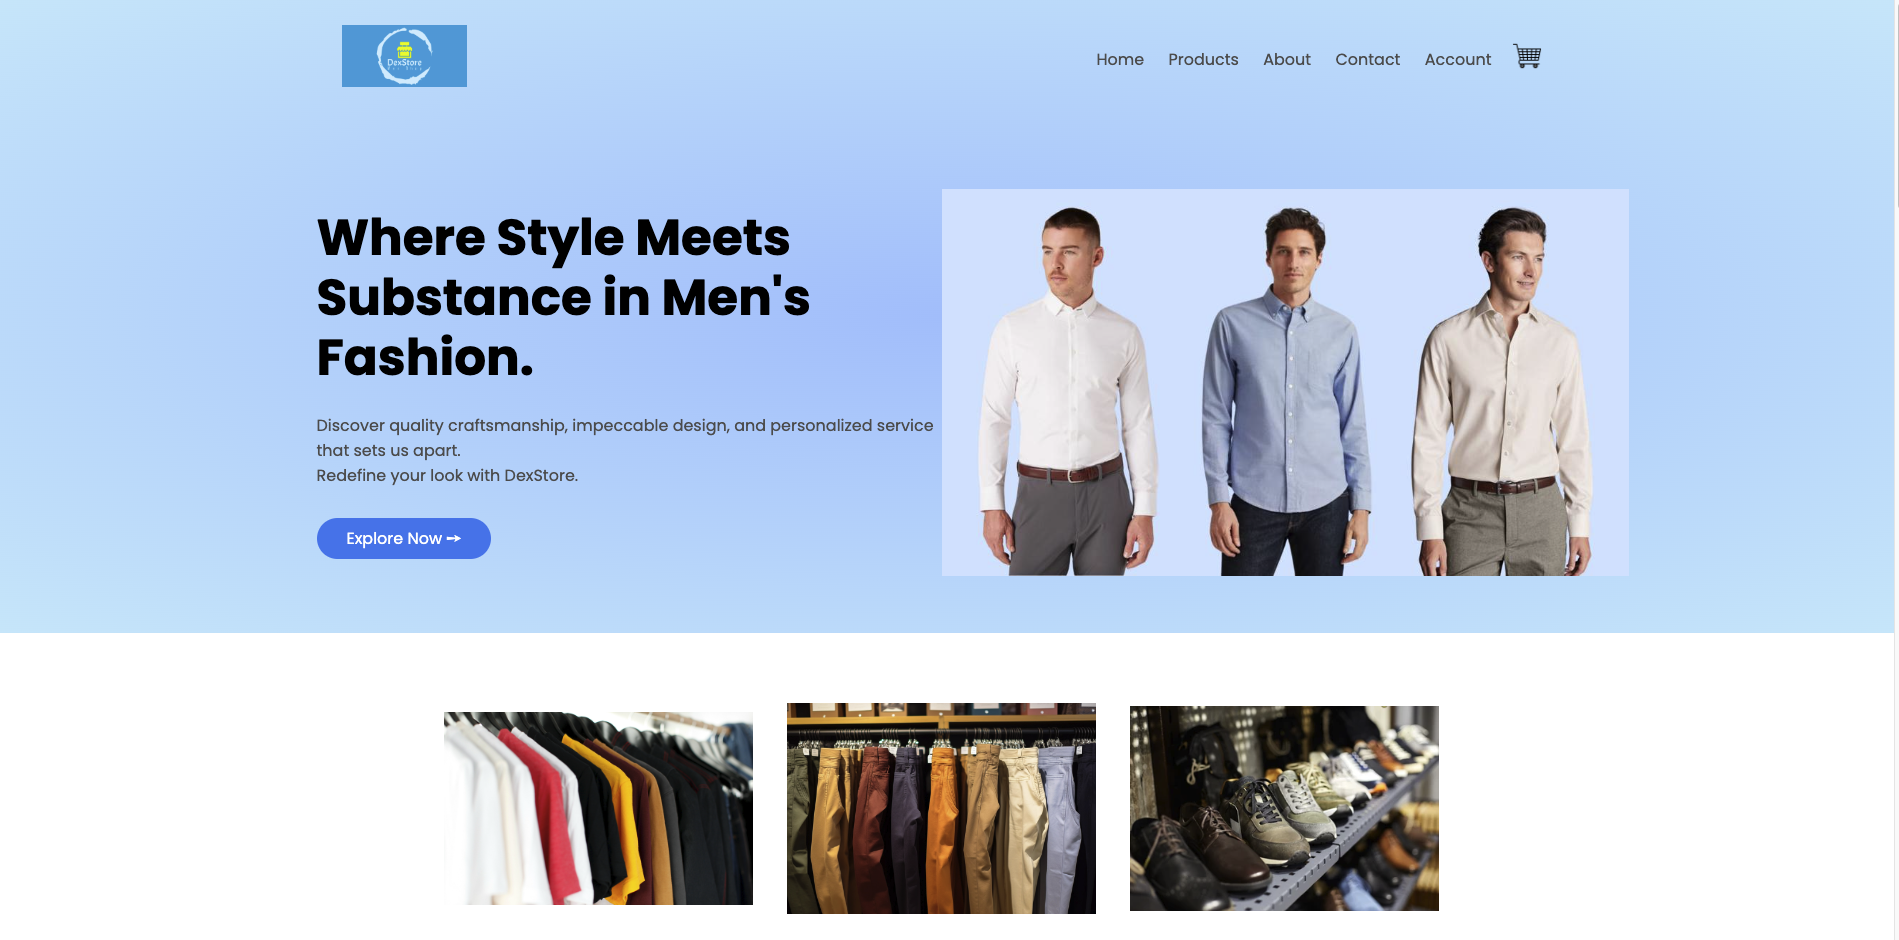 DexStore
Home Products About Contact Account
Where Style Meets
Substance in Men's
Fashion.
Discover quality craftsmanship, impeccable design, and personalized service
that sets us apart.
Redefine your look with DexStore.
Explore Now ➙